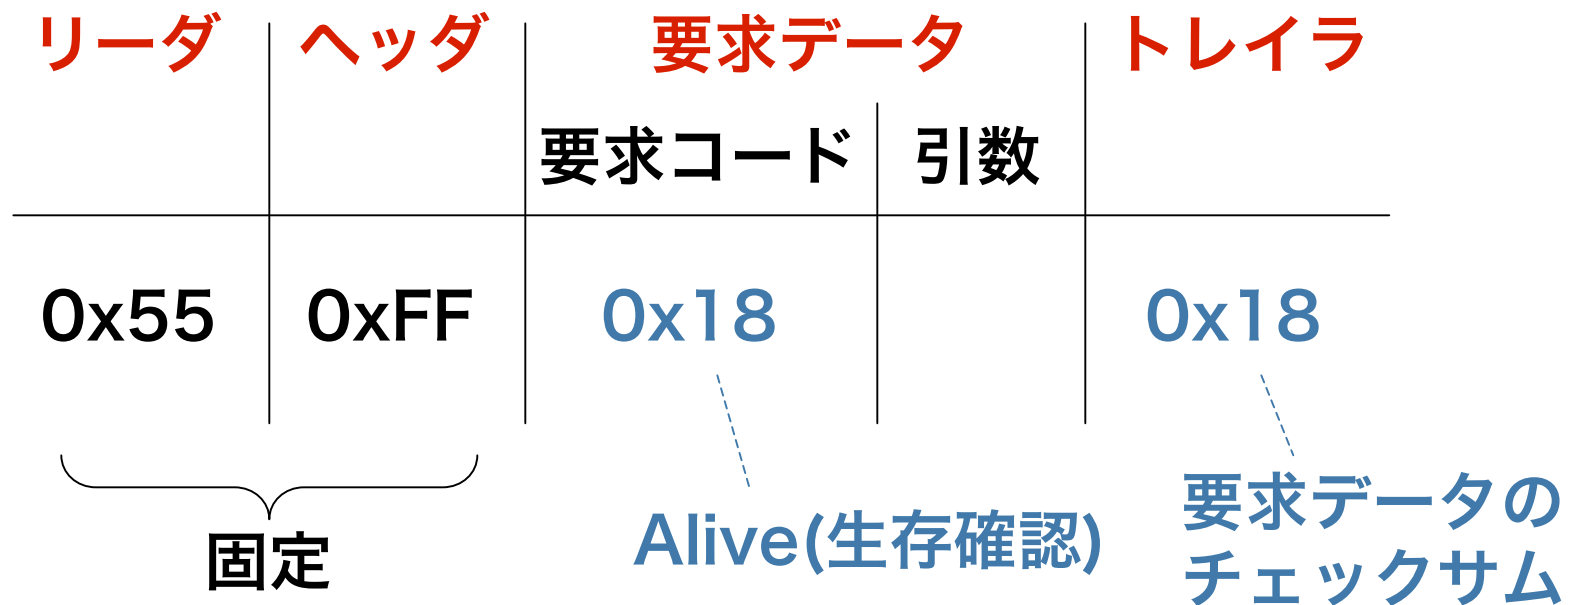 リーダ ヘッダ 要求データ トレイラ
要求コード 引数
0x55 0xFF 0x18 0x18
固定
Alive(生存確認)
要求データの
チェックサム